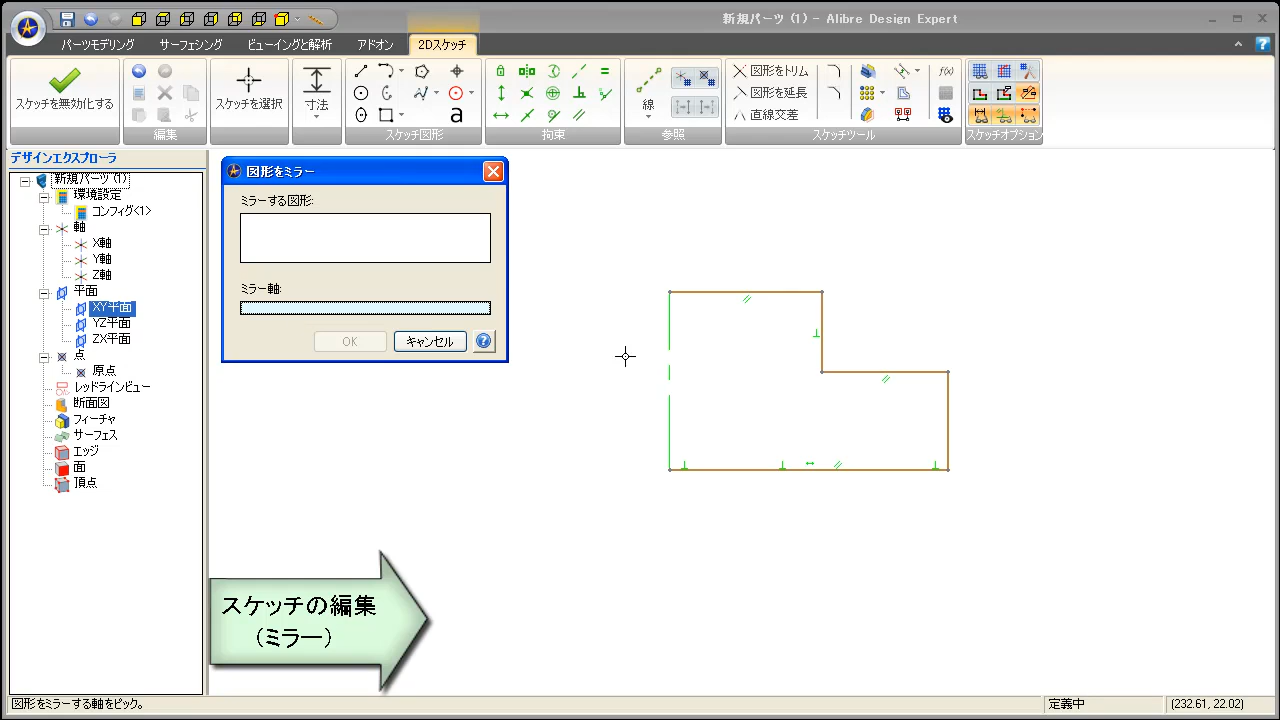 新規パーツ (1) - Alibre Design Expert
パーツモデリング サーフェシング ビューイングと解析 アドオン 2Dスケッチ
スケッチを無効化する
編集
スケッチを選択
寸法
a
スケッチ図形
拘束
線
参照
図形をトリム
図形を延長
直線交差
f(x)
スケッチツール
スケッチオプション
デザインエクスプローラ
新規パーツ (1)
環境設定
コンフィグ<1>
軸
X軸
Y軸
Z軸
平面
XY平面
YZ平面
ZX平面
点
原点
レッドラインビュー
断面図
フィーチャ
サーフェス
エッジ
面
頂点
図形をミラー
ミラーする図形:
ミラー軸:
OK キャンセル ?
スケッチの編集
(ミラー)
図形をミラーする軸をピック。
定義中
(232.61, 22.02)